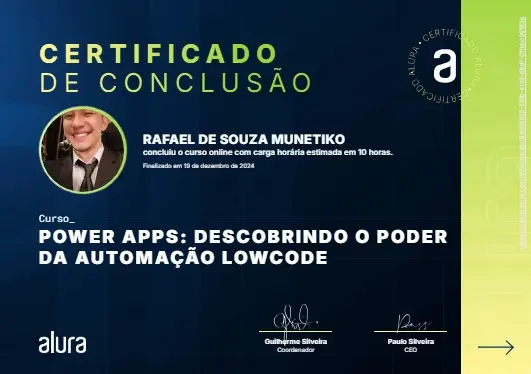 CERTIFICADO
DE CONCLUSÃO
ALURA • CERTIFICADO ALURA • CERTIFICADO
a
RAFAEL DE SOUZA MUNETIKO
concluiu o curso online com carga horária estimada em 10 horas.
Finalizado em 19 de dezembro de 2024
Curso_
POWER APPS: DESCOBRINDO O PODER
DA AUTOMAÇÃO LOWCODE
alura
Guilherme Silveira
Coordenador
Paulo Silveira
CEO